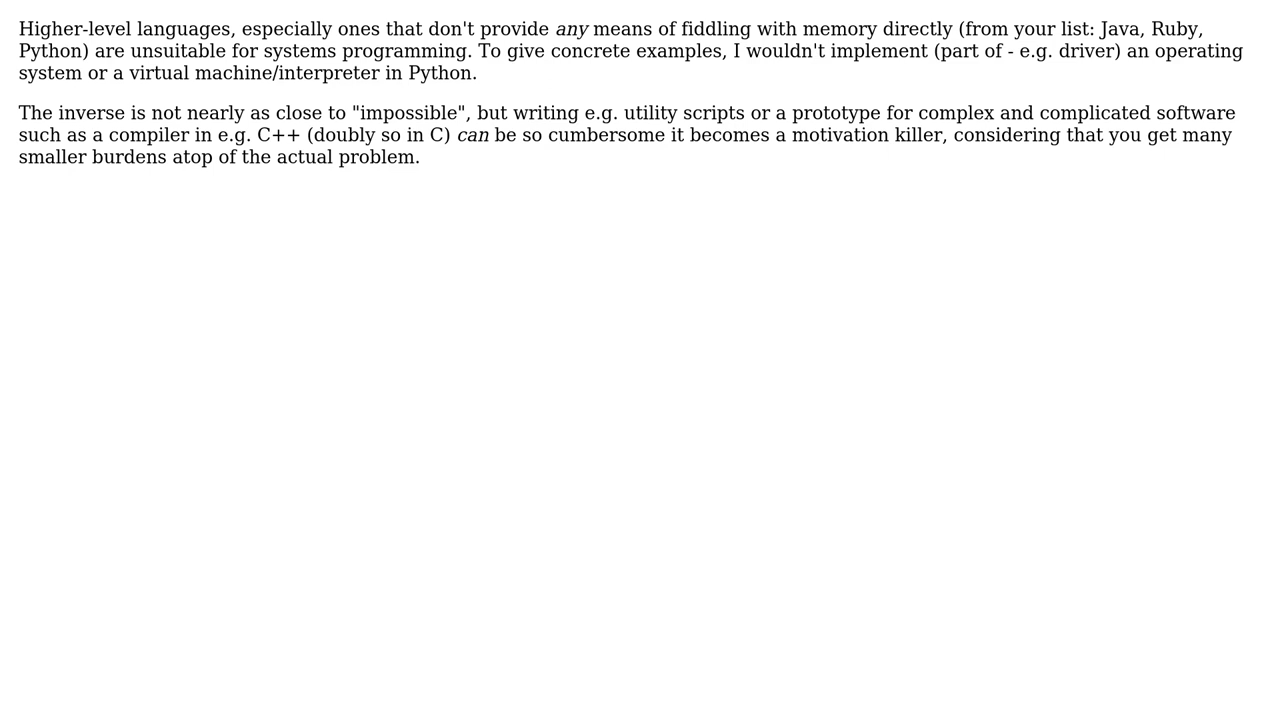 Higher-level languages, especially ones that don't provide any means of fiddling with memory directly (from your list: Java, Ruby,
Python) are unsuitable for systems programming. To give concrete examples, I wouldn't implement (part of - e.g. driver) an operating
system or a virtual machine/interpreter in Python.
The inverse is not nearly as close to "impossible", but writing e.g. utility scripts or a prototype for complex and complicated software
such as a compiler in e.g. C++ (doubly so in C) can be so cumbersome it becomes a motivation killer, considering that you get many
smaller burdens atop of the actual problem.